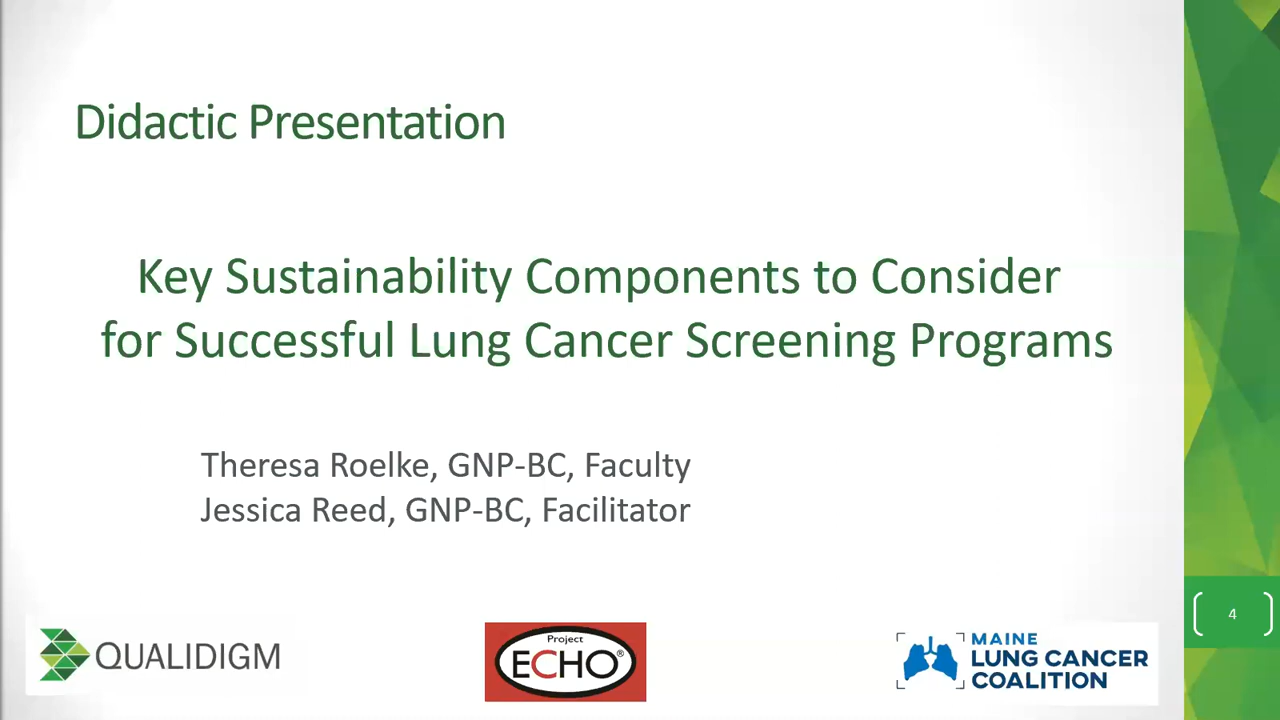 Didactic Presentation
Key Sustainability Components to Consider
for Successful Lung Cancer Screening Programs
Theresa Roelke, GNP-BC, Faculty
Jessica Reed, GNP-BC, Facilitator
4
QUALIDIGM
Project
ECHO®
MAINE
LUNG CANCER
COALITION